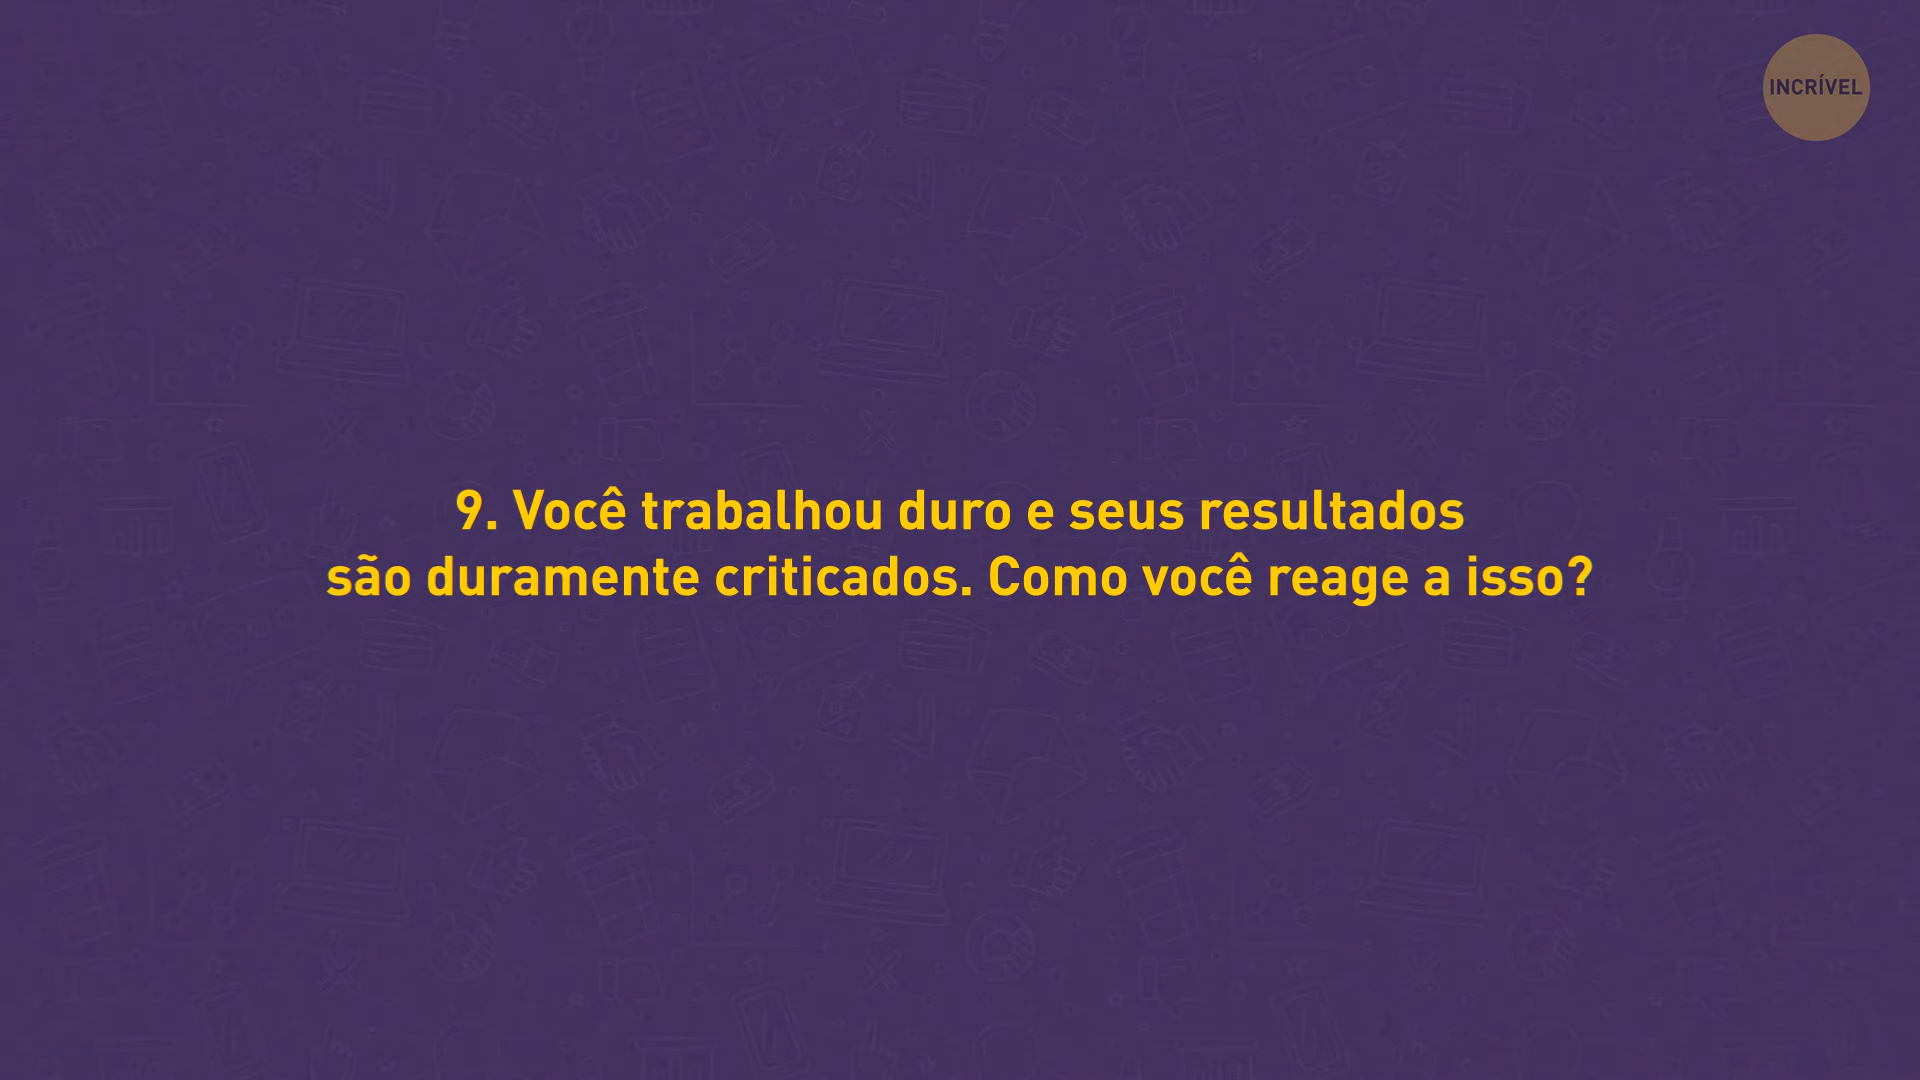 INCRÍVEL
9. Você trabalhou duro e seus resultados
são duramente criticados. Como você reage a isso?